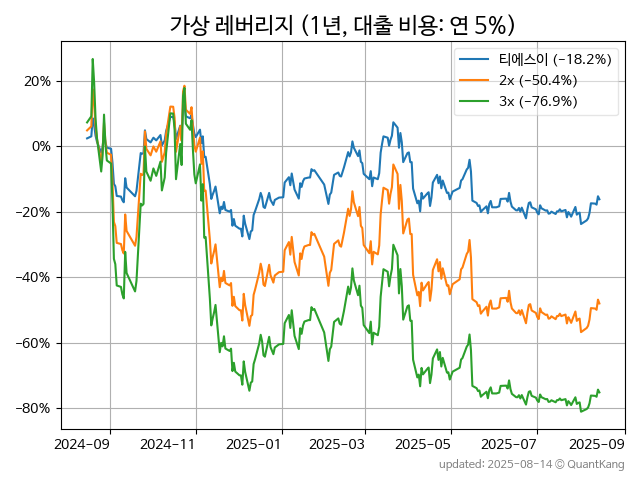 가상 레버리지 (1년, 대출 비용: 연 5%)
티에스이 (-18.2%)
2x (-50.4%)
3x (-76.9%)
20%
0%
-20%
-40%
-60%
-80%
2024-09 2024-11 2025-01 2025-03 2025-05 2025-07 2025-09
updated: 2025-08-14 © QuantKang